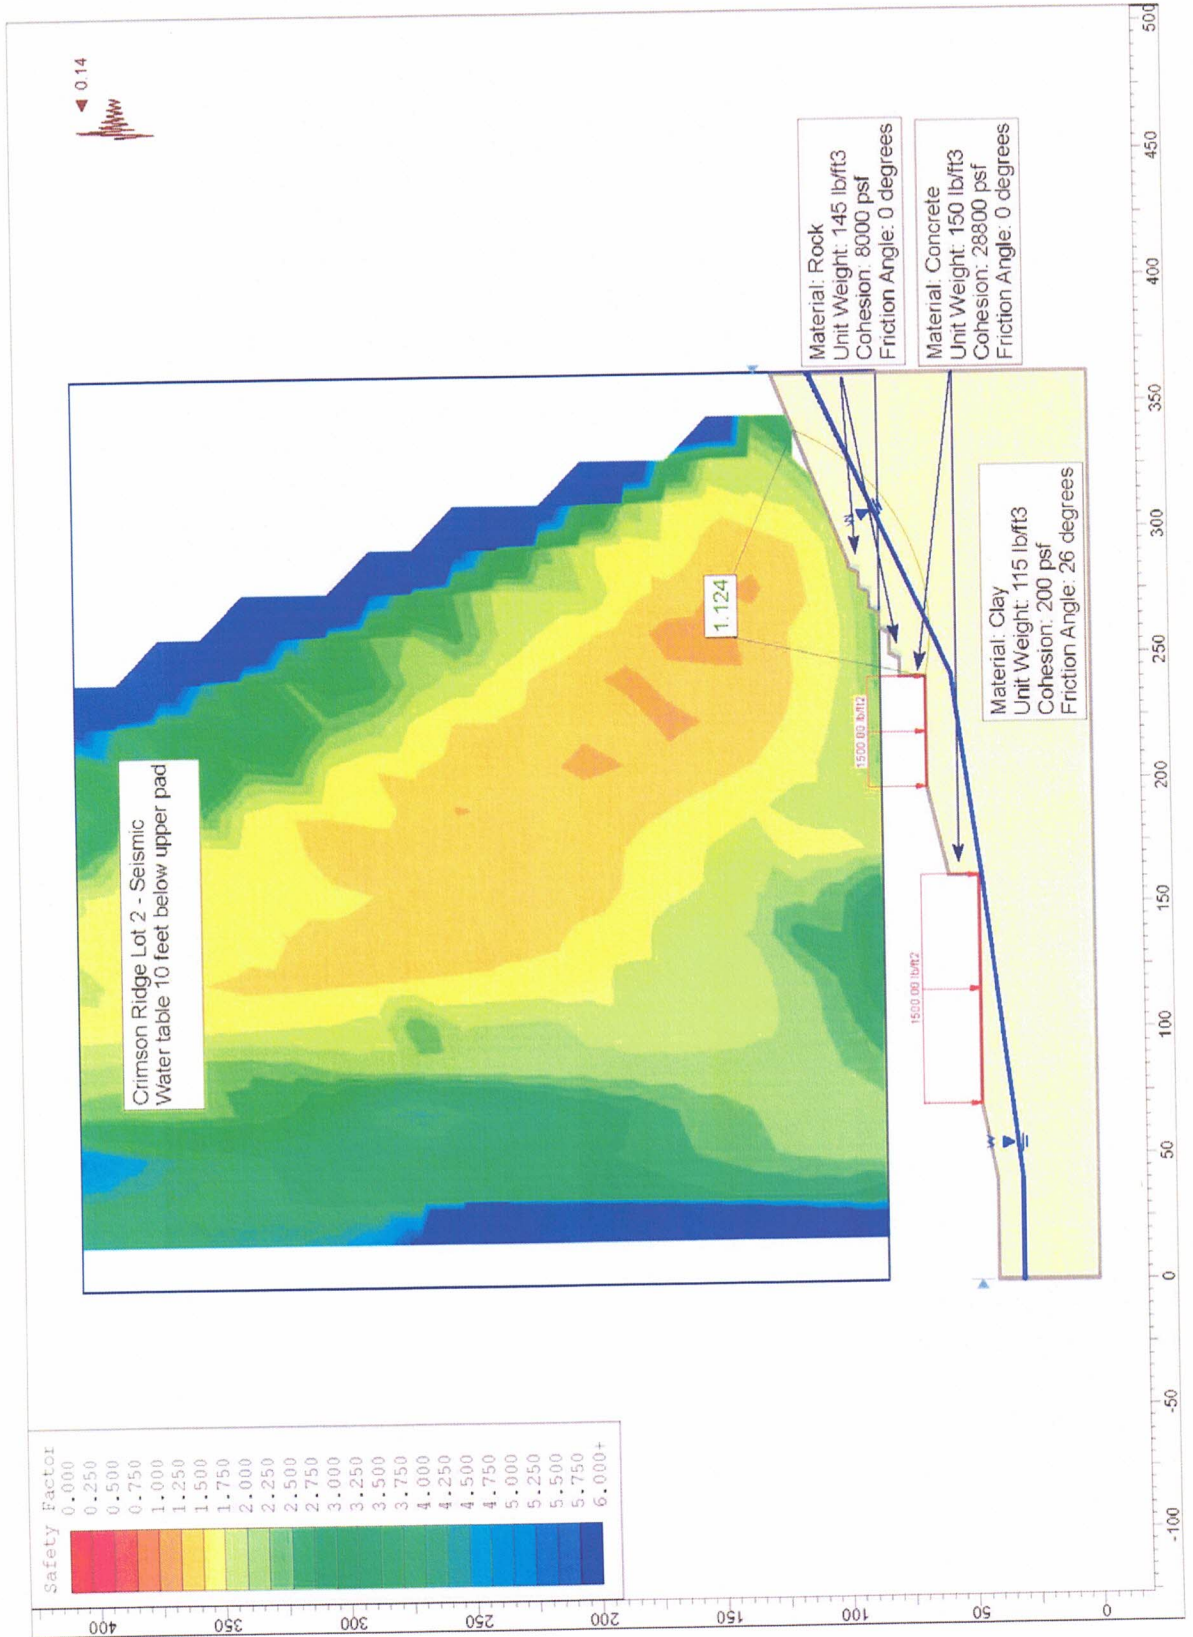 Safety Factor
0.000
0.250
0.500
0.750
1.000
1.250
1.500
1.750
2.000
2.250
2.500
2.750
3.000
3.250
3.500
3.750
4.000
4.250
4.500
4.750
5.000
5.250
5.500
5.750
6.000+
Crimson Ridge Lot 2 - Seismic
Water table 10 feet below upper pad
0.14
1.124
Material: Rock
Unit Weight: 145 lb/ft3
Cohesion: 8000 psf
Friction Angle: 0 degrees
Material: Concrete
Unit Weight: 150 lb/ft3
Cohesion: 28800 psf
Friction Angle: 0 degrees
1500.00 lb/ft2
1500.00 lb/ft2
W
W
Material: Clay
Unit Weight: 115 lb/ft3
Cohesion: 200 psf
Friction Angle: 26 degrees
400
350
300
250
200
150
100
50
0
-100
-50
0
50
100
150
200
250
300
350
400
450
500